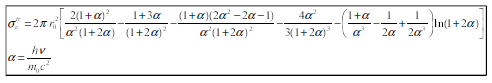 σ_c^{tr} = 2π r_0^2 [ 2(1+α)^2 / α^2(1+2α) − 1+3α / (1+2α)^2 − (1+α)(2α^2−2α−1) / α^2(1+2α)^2 − 4α^2 / 3(1+2α)^3 − ( 1+α / α^3 − 1 / 2α + 1 / 2α^3 ) ln(1+2α) ]
α = hν / m_0c^2